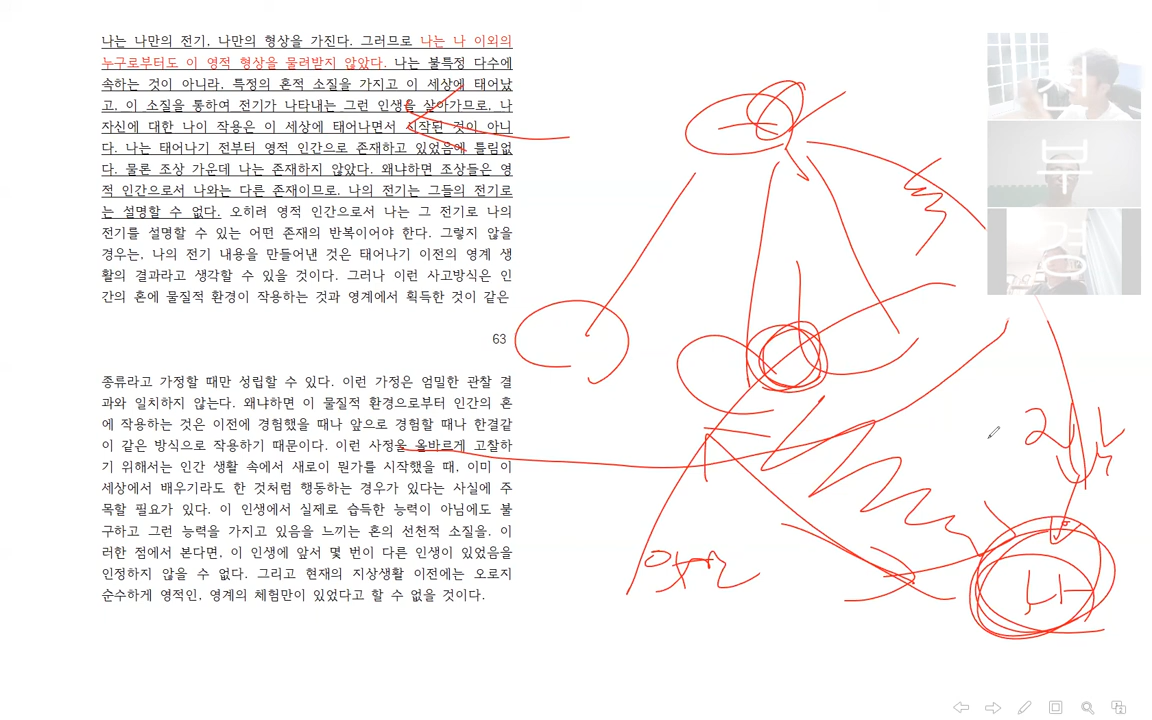 나는 나만의 전기, 나만의 형상을 가진다. 그러므로 나는 나 이외의
누구로부터도 이 영적 형상을 물려받지 않았다. 나는 불특정 다수에
속하는 것이 아니라, 특정의 혼적 소질을 가지고 이 세상에 태어났
고, 이 소질을 통하여 전기가 나타내는 그런 인생을 살아가므로, 나
자신에 대한 나이 작용은 이 세상에 태어나면서 시작된 것이 아니
다. 나는 태어나기 전부터 영적 인간으로 존재하고 있었음에 틀림없
다. 물론 조상 가운데 나는 존재하지 않았다. 왜냐하면 조상들은 영
적 인간으로서 나와는 다른 존재이므로, 나의 전기는 그들의 전기로
는 설명할 수 없다. 오히려 영적 인간으로서 나는 그 전기로 나의
전기를 설명할 수 있는 어떤 존재의 반복이어야 한다. 그렇지 않을
경우는, 나의 전기 내용을 만들어낸 것은 태어나기 이전의 영계 생
활의 결과라고 생각할 수 있을 것이다. 그러나 이런 사고방식은 인
간의 혼에 물질적 환경이 작용하는 것과 영계에서 획득한 것이 같은
63
종류라고 가정할 때만 성립할 수 있다. 이런 가정은 엄밀한 관찰 결
과와 일치하지 않는다. 왜냐하면 이 물질적 환경으로부터 인간의 혼
에 작용하는 것은 이전에 경험했을 때나 앞으로 경험할 때나 한결같
이 같은 방식으로 작용하기 때문이다. 이런 사정을 올바르게 고찰하
기 위해서는 인간 생활 속에서 새로이 뭔가를 시작했을 때, 이미 이
세상에서 배우기라도 한 것처럼 행동하는 경우가 있다는 사실에 주
목할 필요가 있다. 이 인생에서 실제로 습득한 능력이 아님에도 불
구하고 그런 능력을 가지고 있음을 느끼는 혼의 선천적 소질을. 이
러한 점에서 본다면, 이 인생에 앞서 몇 번이 다른 인생이 있었음을
인정하지 않을 수 없다. 그리고 현재의 지상생활 이전에는 오로지
순수하게 영적인, 영계의 체험만이 있었다고 할 수 없을 것이다.
나